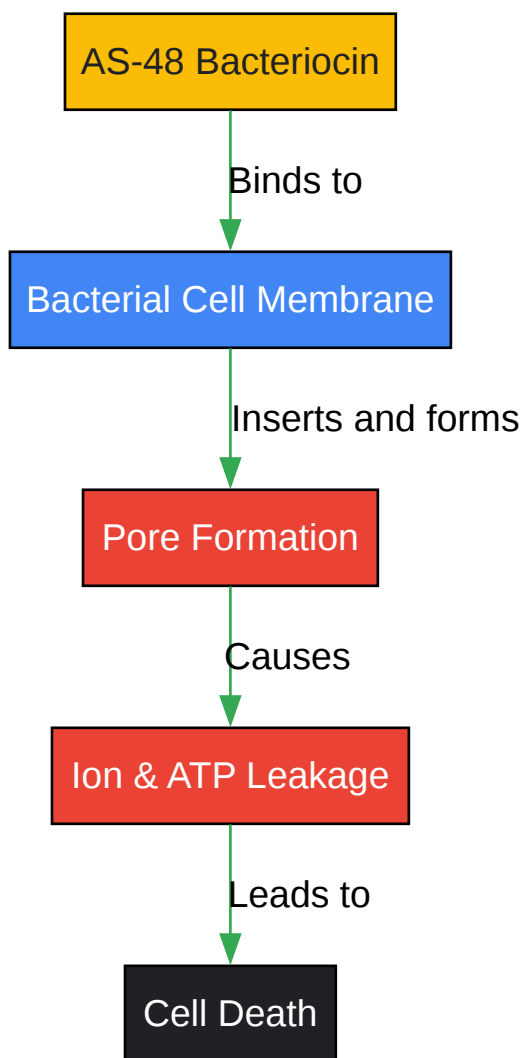 AS-48 Bacteriocin
Binds to
Bacterial Cell Membrane
Inserts and forms
Pore Formation
Causes
Ion & ATP Leakage
Leads to
Cell Death